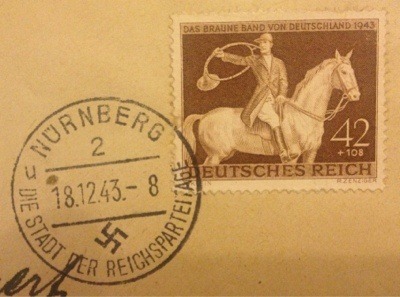 DAS BRAUNE BAND VON DEUTSCHLAND 1943
42
+108
DEUTSCHES REICH
NÜRNBERG
2
18.12.43.-8
u
DIE STADT DER REICHSPARTEITAGE